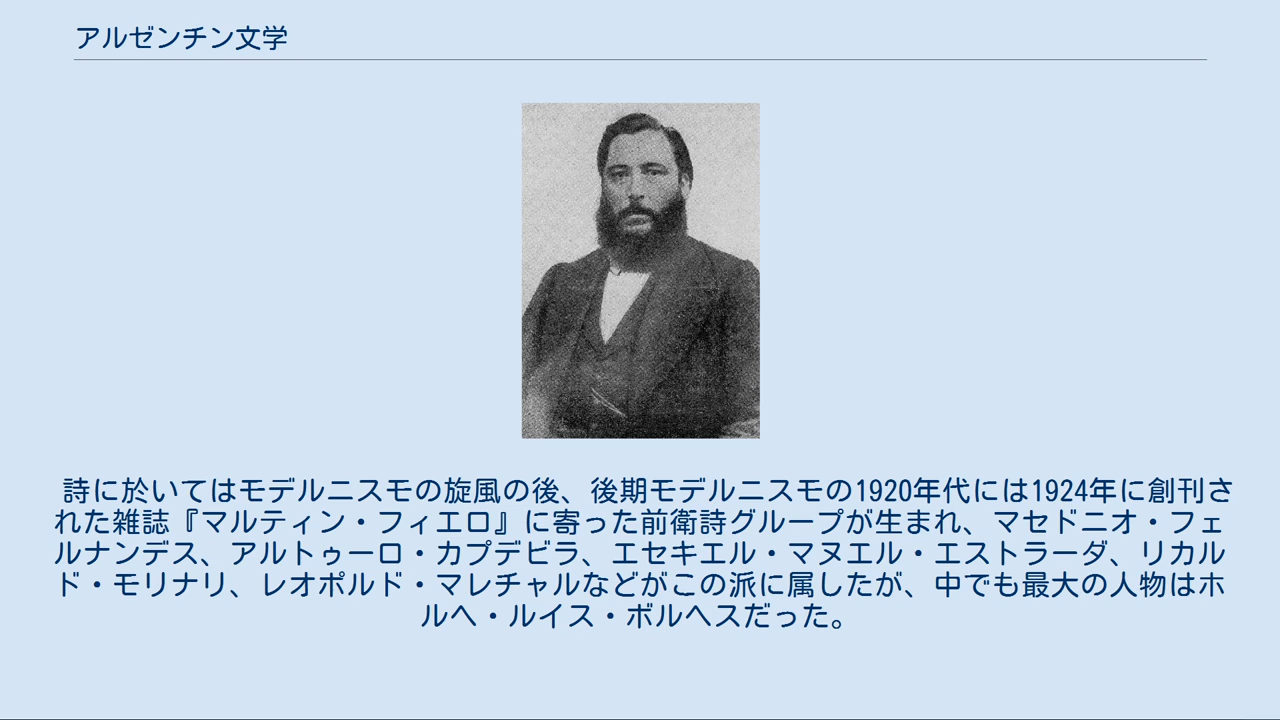 アルゼンチン文学
詩に於いてはモデルニスモの旋風の後、後期モデルニスモの1920年代には1924年に創刊さ
れた雑誌『マルティン・フィエロ』に寄った前衛詩グループが生まれ、マセドニオ・フェ
ルナンデス、アルトゥーロ・カプデビラ、エセキエル・マヌエル・エストラーダ、リカル
ド・モリナリ、レオポルド・マレチャルなどがこの派に属したが、中でも最大の人物はホ
ルヘ・ルイス・ボルヘスだった。